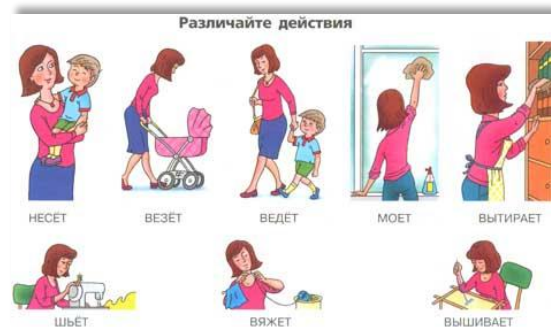 Различайте действия
НЕСЁТ ВЕЗЁТ ВЕДЁТ МОЕТ ВЫТИРАЕТ
ШЬЁТ ВЯЖЕТ ВЫШИВАЕТ